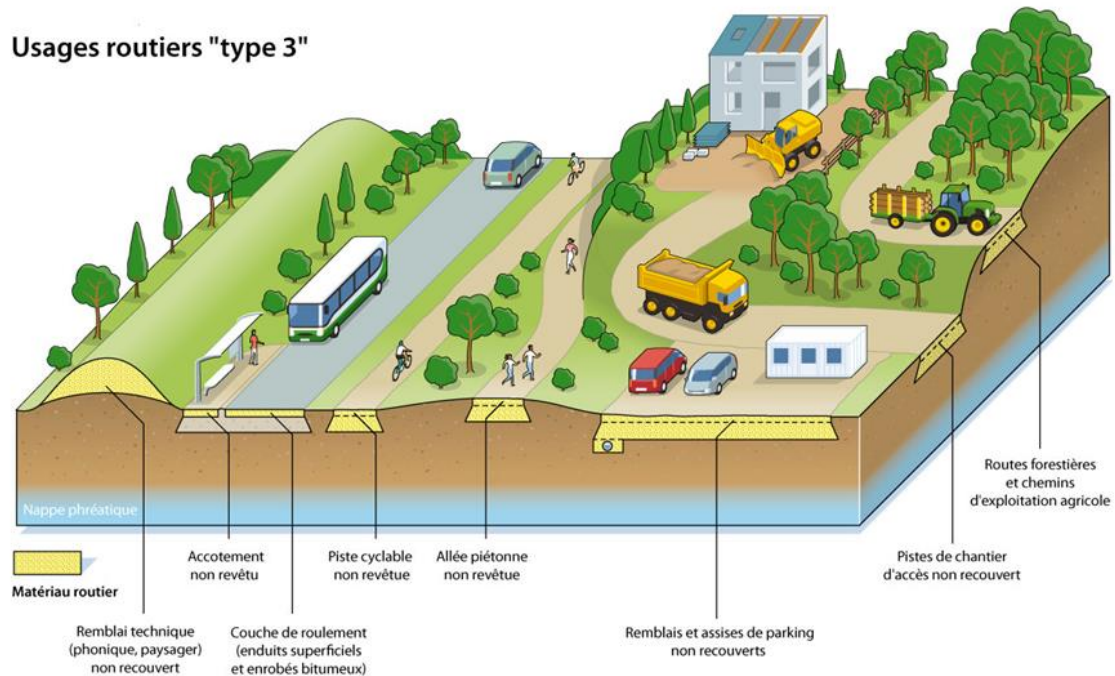 Usages routiers "type 3"
Nappe phréatique
Matériau routier
Remblai technique
(phonique, paysager)
non recouvert
Accotement
non revêtu
Couche de roulement
(enduits superficiels
et enrobés bitumeux)
Piste cyclable
non revêtue
Allée piétonne
non revêtue
Remblais et assises de parking
non recouverts
Pistes de chantier
d'accès non recouvert
Routes forestières
et chemins
d'exploitation agricole